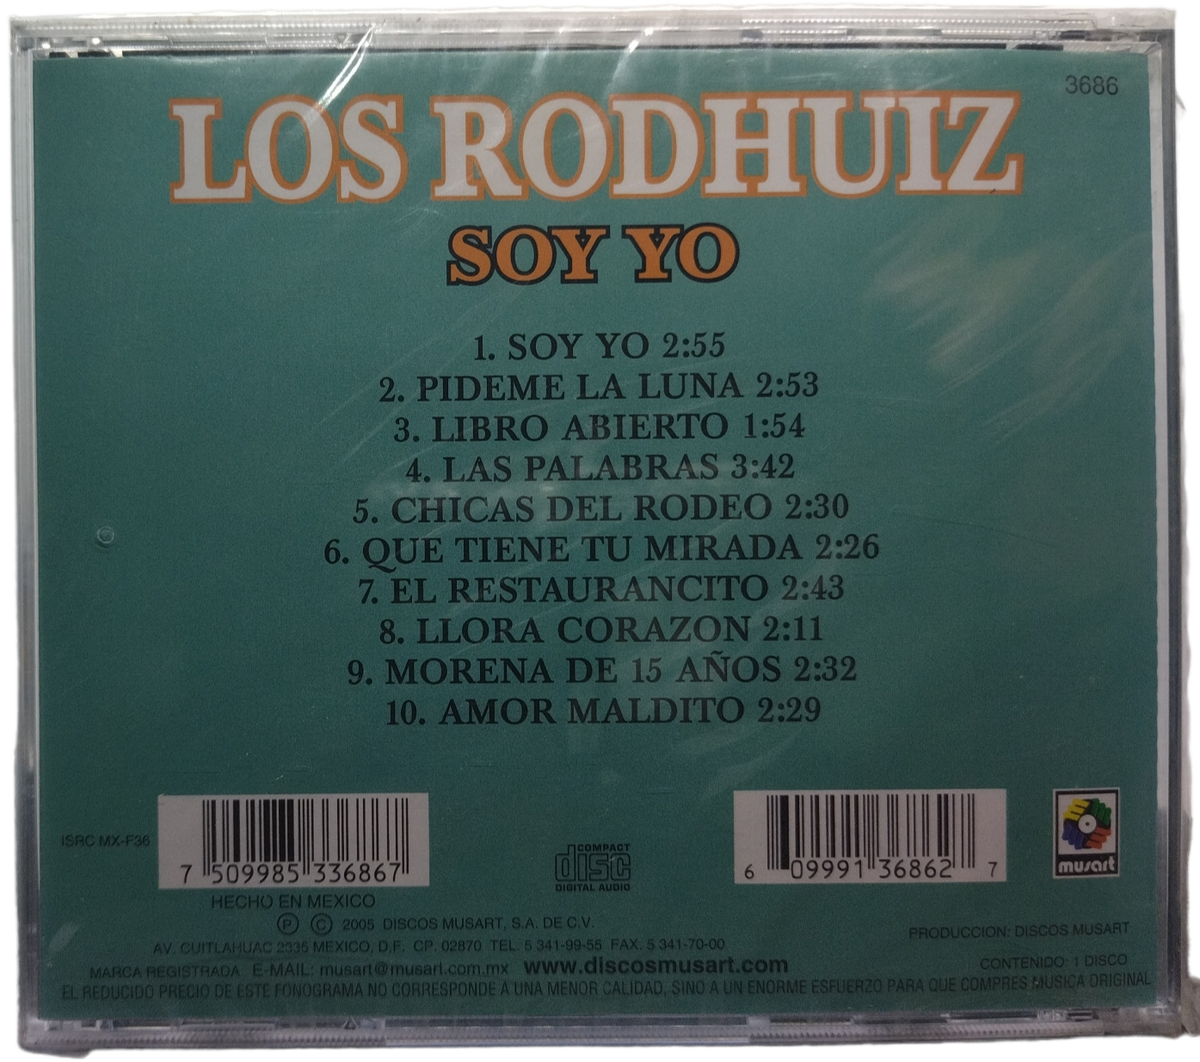 3686
LOS RODHUIZ
SOY YO
1. SOY YO 2:55
2. PIDEME LA LUNA 2:53
3. LIBRO ABIERTO 1:54
4. LAS PALABRAS 3:42
5. CHICAS DEL RODEO 2:30
6. QUE TIENE TU MIRADA 2:26
7. EL RESTAURANCITO 2:43
8. LLORA CORAZON 2:11
9. MORENA DE 15 AÑOS 2:32
10. AMOR MALDITO 2:29
ISRC MX-F36
7 509985 336867
COMPACT
disc
DIGITAL AUDIO
6 09991 36862 7
musart
HECHO EN MEXICO
Ⓟ Ⓒ 2005 DISCOS MUSART, S.A. DE C.V.
PRODUCCION: DISCOS MUSART
AV. CUITLAHUAC 2335 MEXICO, D.F. CP. 02870 TEL. 5 341-99-55 FAX. 5 341-70-00
CONTENIDO: 1 DISCO
MARCA REGISTRADA E-MAIL: musart@musart.com.mx www.discosmusart.com
EL REDUCIDO PRECIO DE ESTE FONOGRAMA NO CORRESPONDE A UNA MENOR CALIDAD, SINO A UN ENORME ESFUERZO PARA QUE COMPRES MUSICA ORIGINAL